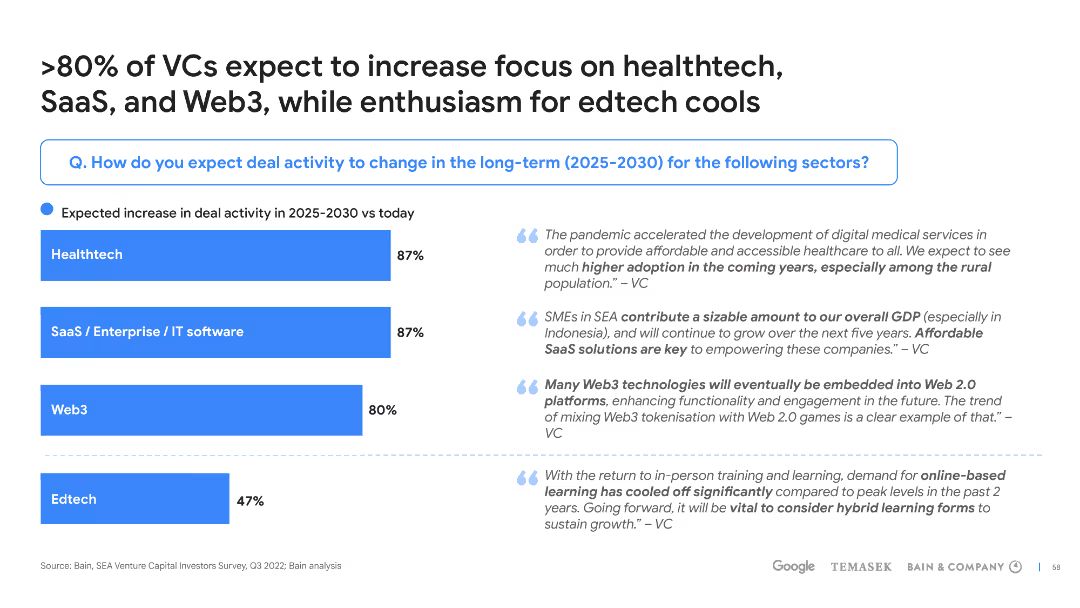 >80% of VCs expect to increase focus on healthtech,
SaaS, and Web3, while enthusiasm for edtech cools
Q. How do you expect deal activity to change in the long-term (2025-2030) for the following sectors?
Expected increase in deal activity in 2025-2030 vs today
Healthtech
87%
The pandemic accelerated the development of digital medical services in
order to provide affordable and accessible healthcare to all. We expect to see
much higher adoption in the coming years, especially among the rural
population.” – VC
SaaS / Enterprise / IT software
87%
SMEs in SEA contribute a sizable amount to our overall GDP (especially in
Indonesia), and will continue to grow over the next five years. Affordable
SaaS solutions are key to empowering these companies.” – VC
Web3
80%
Many Web3 technologies will eventually be embedded into Web 2.0
platforms, enhancing functionality and engagement in the future. The trend
of mixing Web3 tokenisation with Web 2.0 games is a clear example of that.” –
VC
Edtech
47%
With the return to in-person training and learning, demand for online-based
learning has cooled off significantly compared to peak levels in the past 2
years. Going forward, it will be vital to consider hybrid learning forms to
sustain growth.” – VC
Source: Bain, SEA Venture Capital Investors Survey, Q3 2022; Bain analysis
Google TEMASEK BAIN & COMPANY | 58